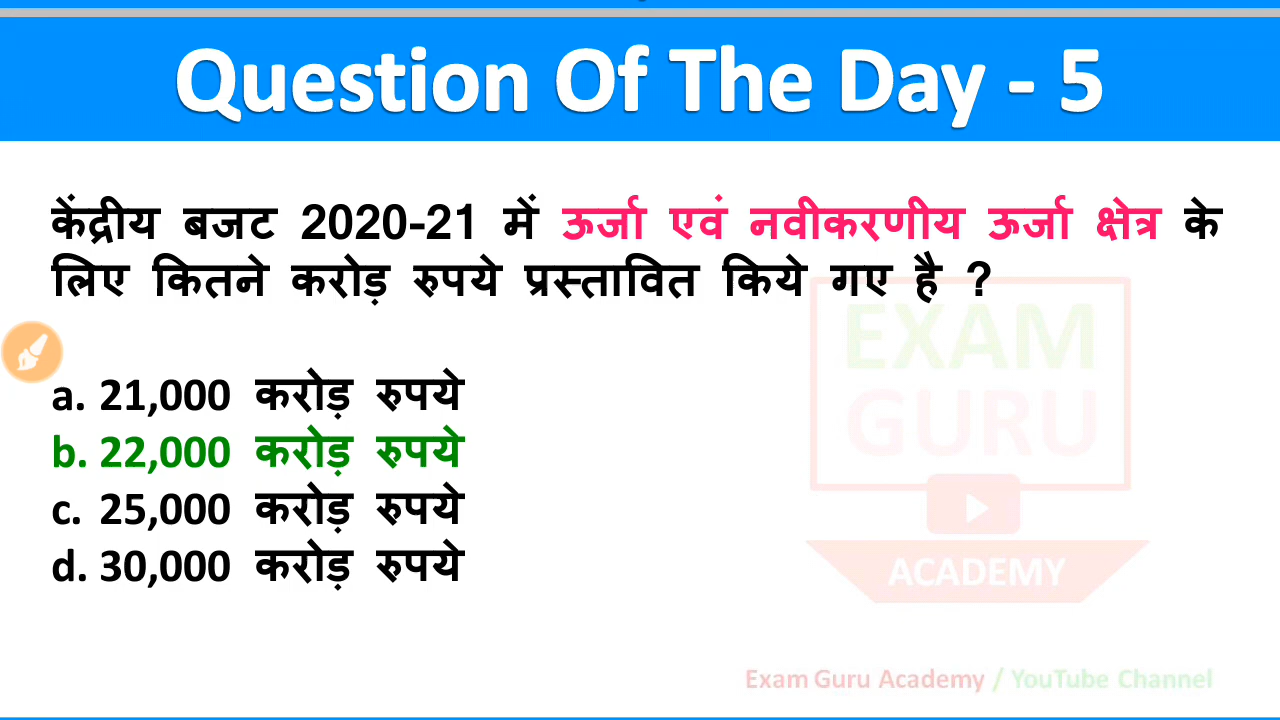 Question Of The Day - 5
केंद्रीय बजट 2020-21 में ऊर्जा एवं नवीकरणीय ऊर्जा क्षेत्र के
लिए कितने करोड़ रुपये प्रस्तावित किये गए है ?
a. 21,000 करोड़ रुपये
b. 22,000 करोड़ रुपये
c. 25,000 करोड़ रुपये
d. 30,000 करोड़ रुपये
EXAM
GURU
ACADEMY
Exam Guru Academy / YouTube Channel